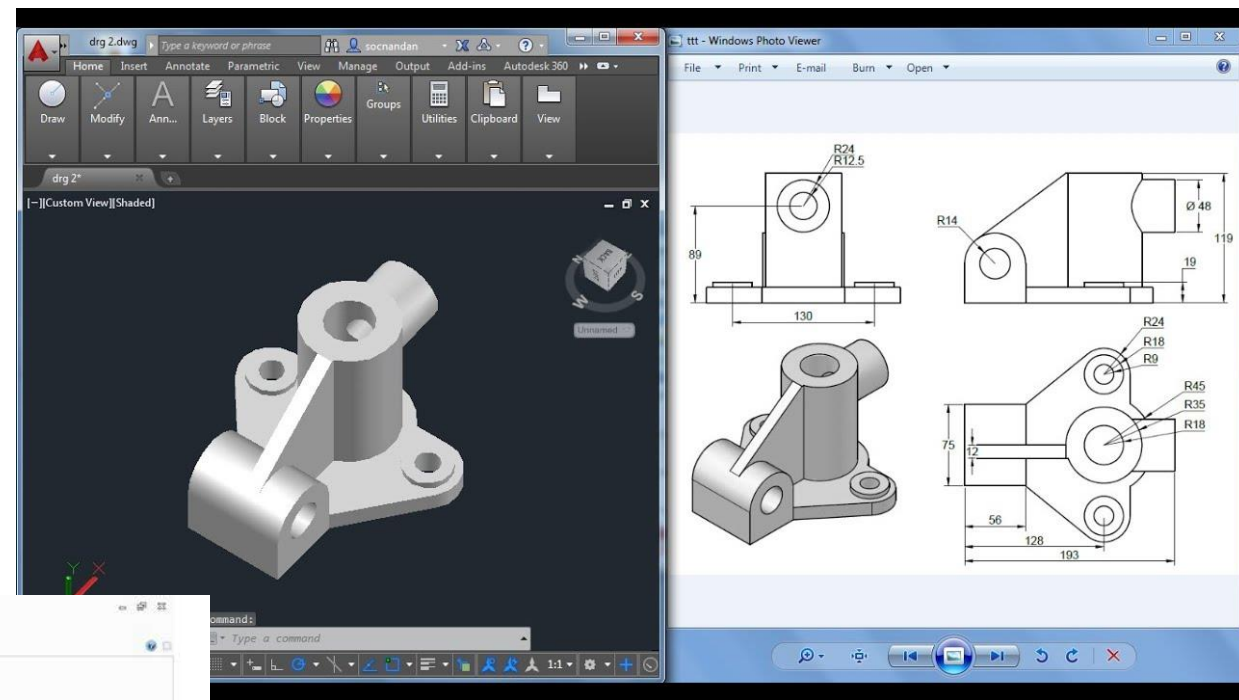 drg 2.dwg
Type a keyword or phrase
socnandan
Home Insert Annotate Parametric View Manage Output Add-ins Autodesk 360
Draw Modify Ann... Layers Block Properties Groups Utilities Clipboard View
drg 2*
[−][Custom View][Shaded]
BACK
N
W S
Unnamed
Y X
ommand:
Type a command
1:1
ttt - Windows Photo Viewer
File Print E-mail Burn Open
R24
R12.5
89
130
R14
Ø 48
119
19
R24
R18
R9
R45
R35
R18
75
12
56
128
193